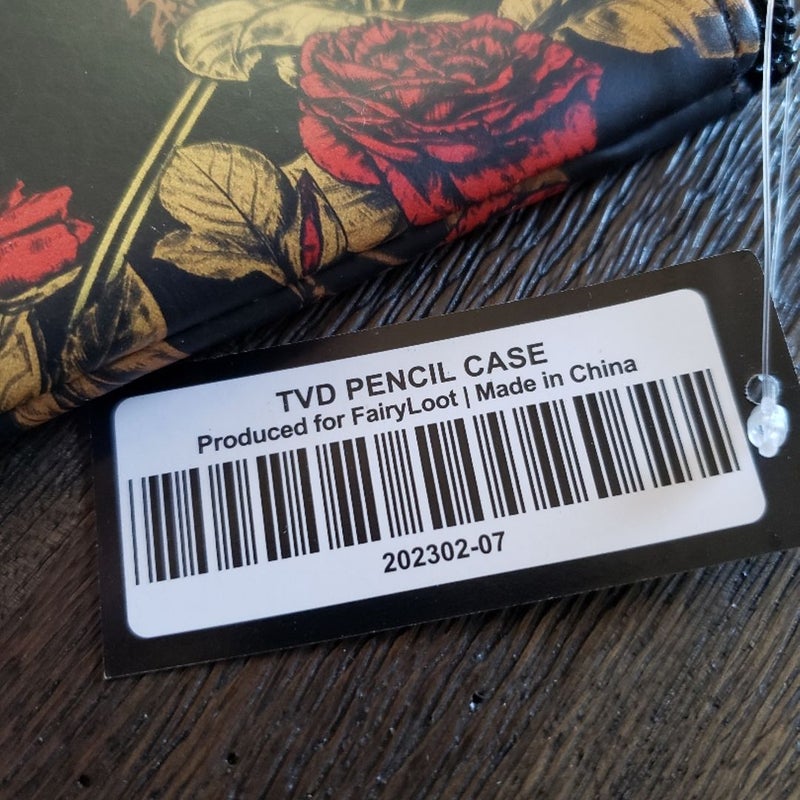 TVD PENCIL CASE
Produced for FairyLoot | Made in China
202302-07